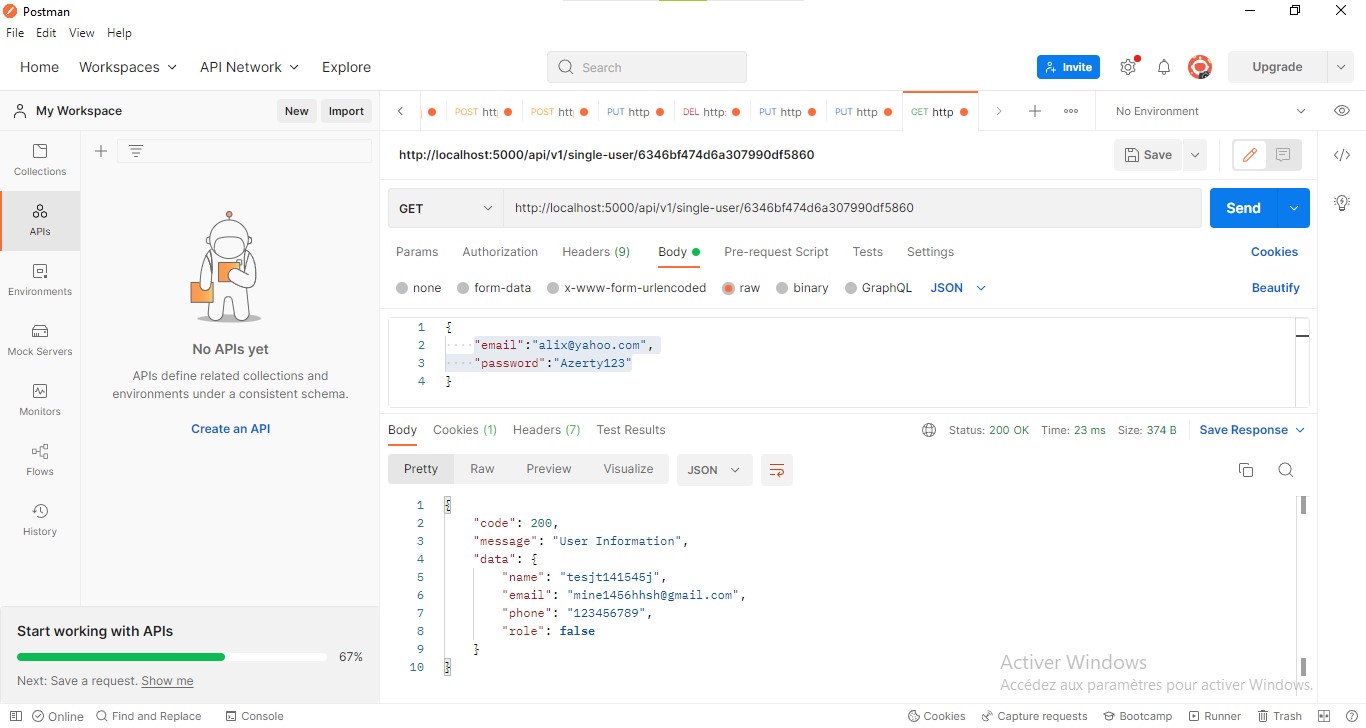 Postman
File Edit View Help
Home Workspaces API Network Explore Search Invite Upgrade
My Workspace New Import POST htt POST htt PUT http DEL http: PUT http PUT http GET http No Environment
http://localhost:5000/api/v1/single-user/6346bf474d6a307990df5860 Save
GET http://localhost:5000/api/v1/single-user/6346bf474d6a307990df5860 Send
Params Authorization Headers (9) Body Pre-request Script Tests Settings Cookies
none form-data x-www-form-urlencoded raw binary GraphQL JSON Beautify
1 {
2 "email":"alix@yahoo.com",
3 "password":"Azerty123"
4 }
Body Cookies (1) Headers (7) Test Results Status: 200 OK Time: 23 ms Size: 374 B Save Response
Pretty Raw Preview Visualize JSON
1 {
2 "code": 200,
3 "message": "User Information",
4 "data": {
5 "name": "tesjt141545j",
6 "email": "mine1456hhsh@gmail.com",
7 "phone": "123456789",
8 "role": false
9 }
10 }
Collections
APIs
Environments
Mock Servers
Monitors
Flows
History
No APIs yet
APIs define related collections and
environments under a consistent schema.
Create an API
Start working with APIs
67%
Next: Save a request. Show me
Activer Windows
Accédez aux paramètres pour activer Windows.
Online Find and Replace Console Cookies Capture requests Bootcamp Runner Trash